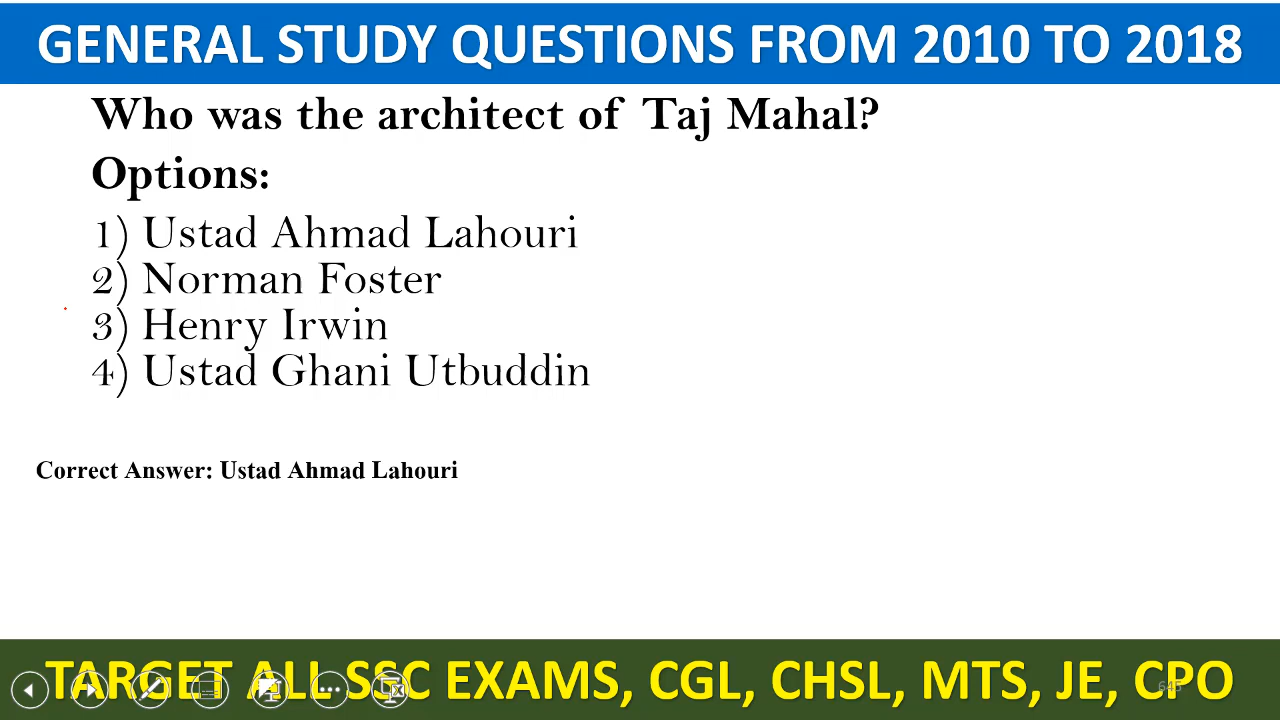 GENERAL STUDY QUESTIONS FROM 2010 TO 2018
Who was the architect of Taj Mahal?
Options:
1) Ustad Ahmad Lahouri
2) Norman Foster
3) Henry Irwin
4) Ustad Ghani Utbuddin
Correct Answer: Ustad Ahmad Lahouri
TARGET ALL SSC EXAMS, CGL, CHSL, MTS, JE, CPO